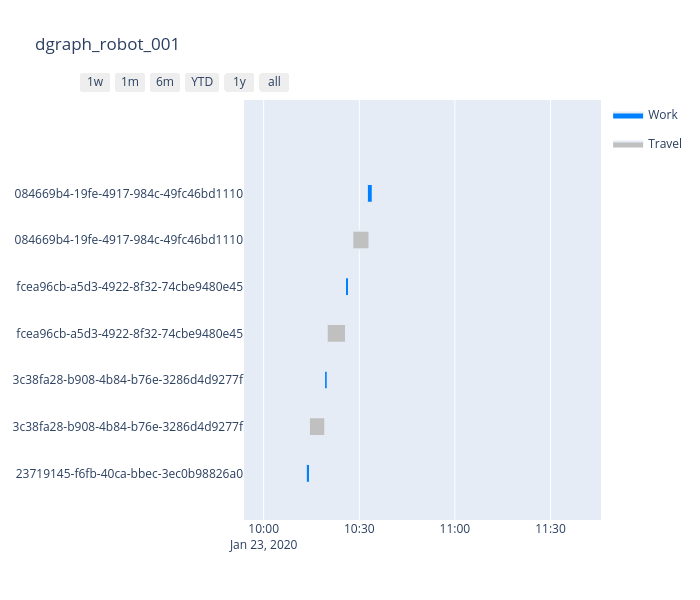 dgraph_robot_001
1w 1m 6m YTD 1y all
Work
Travel
084669b4-19fe-4917-984c-49fc46bd1110
084669b4-19fe-4917-984c-49fc46bd1110
fcea96cb-a5d3-4922-8f32-74cbe9480e45
fcea96cb-a5d3-4922-8f32-74cbe9480e45
3c38fa28-b908-4b84-b76e-3286d4d9277f
3c38fa28-b908-4b84-b76e-3286d4d9277f
23719145-f6fb-40ca-bbec-3ec0b98826a0
10:00 10:30 11:00 11:30
Jan 23, 2020